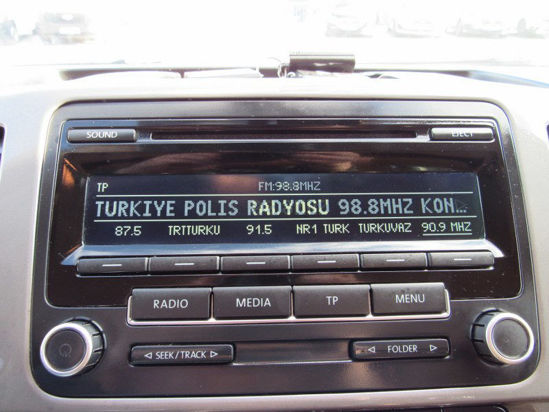 SOUND
EJECT
TP FM:98.8MHZ
TURKIYE POLIS RADYOSU 98.8MHZ KON...
87.5 TRTTURKU 91.5 NR1 TURK TURKUVAZ 90.9 MHZ
RADIO MEDIA TP MENU
◁ SEEK/TRACK ▷ ◁ FOLDER ▷